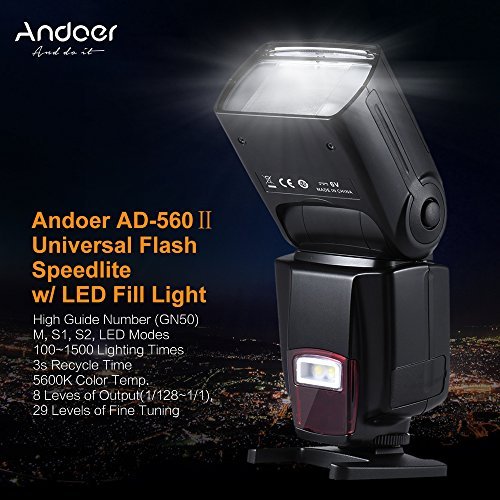 Andoer
And do it
6V
MADE IN CHINA
Andoer AD-560 II
Universal Flash
Speedlite
w/ LED Fill Light
High Guide Number (GN50)
M, S1, S2, LED Modes
100~1500 Lighting Times
3s Recycle Time
5600K Color Temp.
8 Leves of Output(1/128~1/1),
29 Levels of Fine Tuning